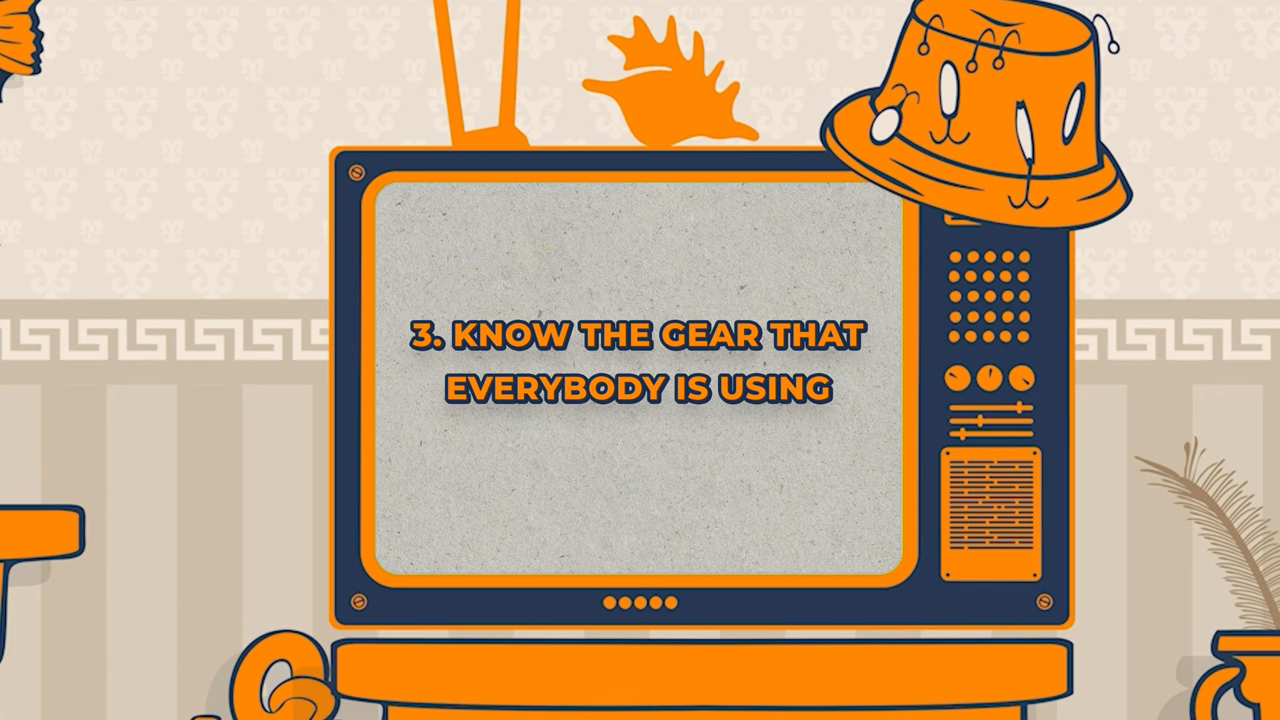 3. KNOW THE GEAR THAT
EVERYBODY IS USING